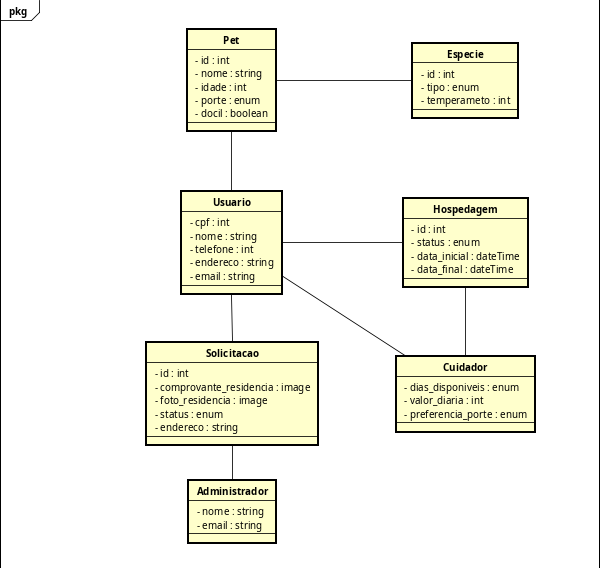 pkg
Pet
- id : int
- nome : string
- idade : int
- porte : enum
- docil : boolean
Especie
- id : int
- tipo : enum
- temperameto : int
Usuario
- cpf : int
- nome : string
- telefone : int
- endereco : string
- email : string
Hospedagem
- id : int
- status : enum
- data_inicial : dateTime
- data_final : dateTime
Solicitacao
- id : int
- comprovante_residencia : image
- foto_residencia : image
- status : enum
- endereco : string
Cuidador
- dias_disponiveis : enum
- valor_diaria : int
- preferencia_porte : enum
Administrador
- nome : string
- email : string